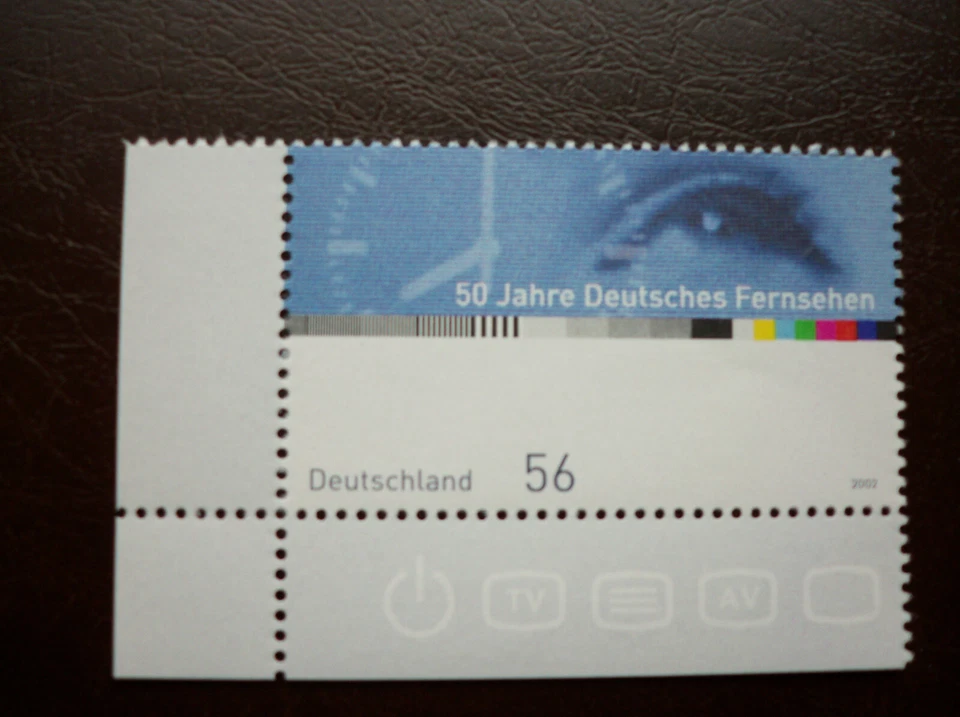 50 Jahre Deutsches Fernsehen
Deutschland 56 2002
TV AV